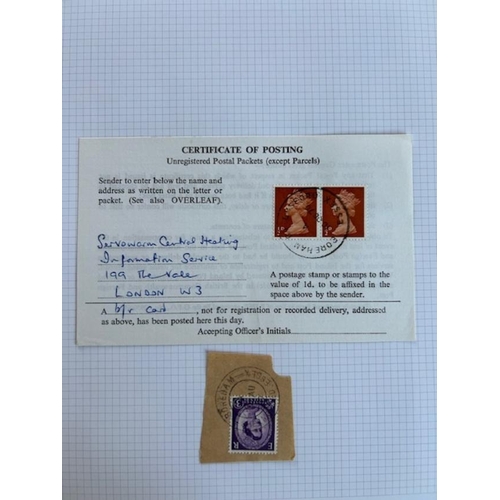 CERTIFICATE OF POSTING
Unregistered Postal Packets (except Parcels)
Sender to enter below the name and
address as written on the letter or
packet. (See also OVERLEAF).
Servowarm Central Heating
Information Service
199 The Vale
LONDON W3
A postage stamp or stamps to the
value of 1d. to be affixed in the
space above by the sender.
A b/r card, not for registration or recorded delivery, addressed
as above, has been posted here this day.
Accepting Officer's Initials
E R